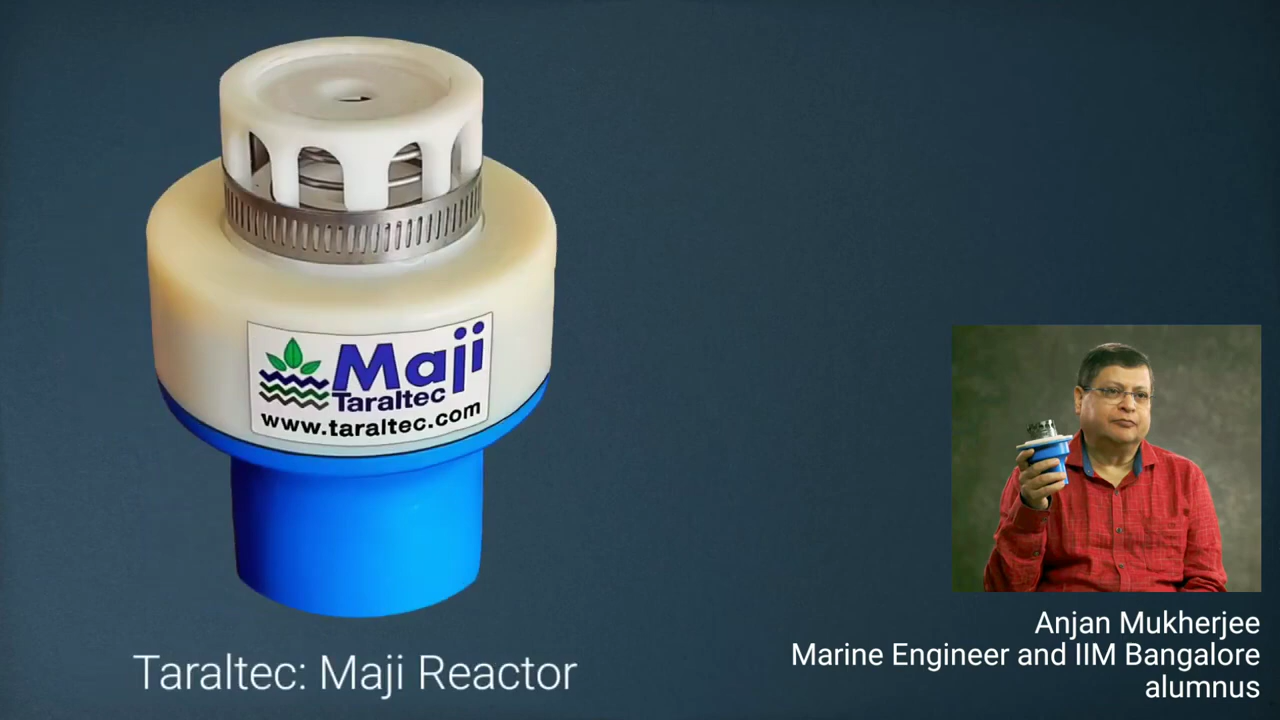 Maji
Taraltec
www.taraltec.com
Taraltec: Maji Reactor
Anjan Mukherjee
Marine Engineer and IIM Bangalore
alumnus